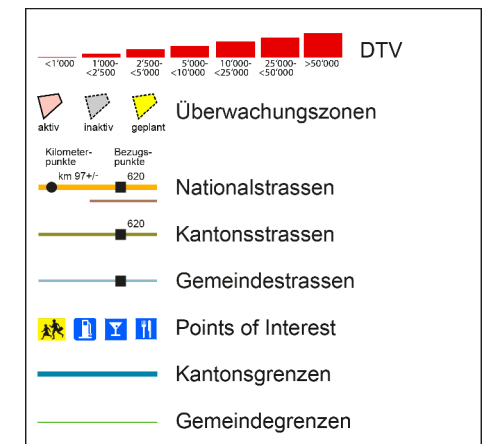 DTV
<1'000 1'000- 2'500- 5'000- 10'000- 25'000- >50'000
<2'500 <5'000 <10'000 <25'000 <50'000
Überwachungszonen
aktiv inaktiv geplant
Kilometer- Bezugs-
punkte punkte
km 97+/- 620
Nationalstrassen
620
Kantonsstrassen
Gemeindestrassen
Points of Interest
Kantonsgrenzen
Gemeindegrenzen